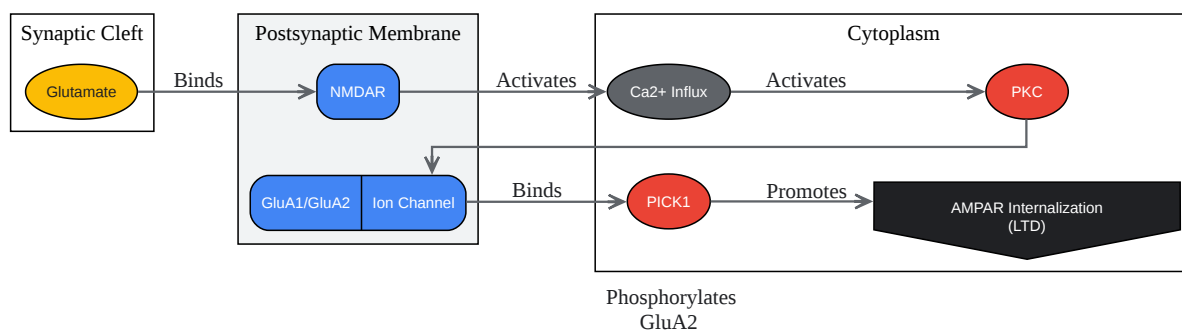 Synaptic Cleft
Postsynaptic Membrane
Cytoplasm
Glutamate
Binds
NMDAR
Activates
Ca2+ Influx
Activates
PKC
GluA1/GluA2
Ion Channel
Binds
PICK1
Promotes
AMPAR Internalization
(LTD)
Phosphorylates
GluA2